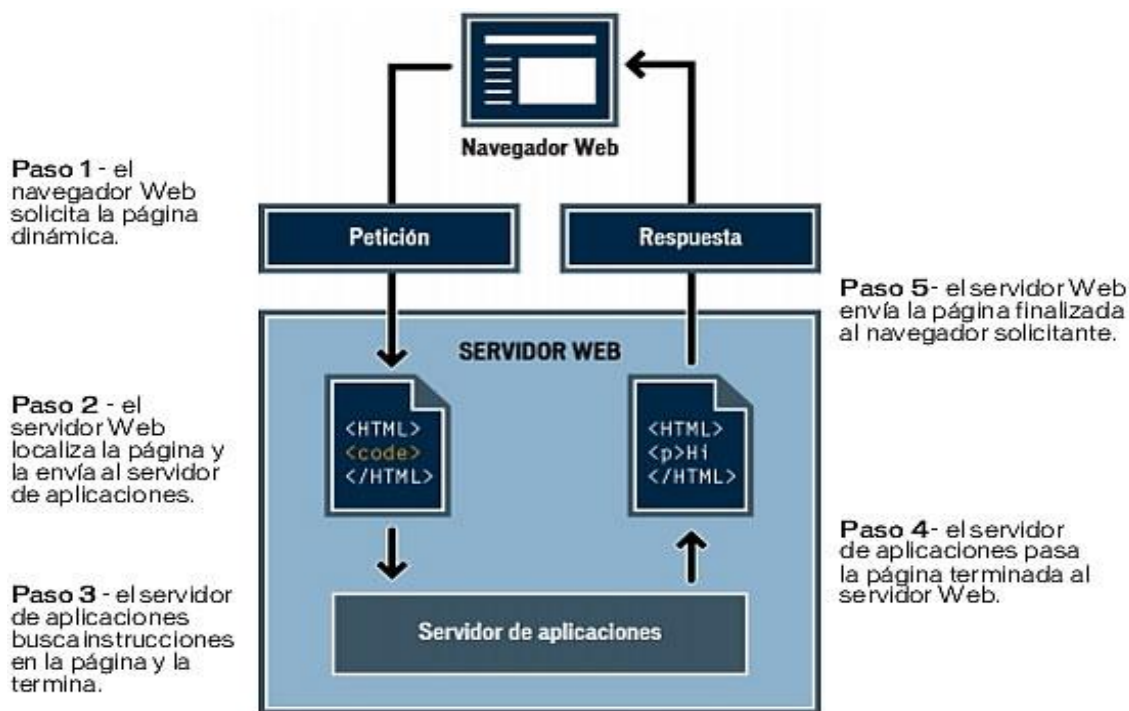 Navegador Web
Paso 1 - el
navegador Web
solicita la página
dinámica.
Petición
Respuesta
Paso 5- el servidor Web
envía la página finalizada
al navegador solicitante.
SERVIDOR WEB
Paso 2 - el
servidor Web
localiza la página y
la envía al servidor
de aplicaciones.
<HTML>
<code>
</HTML>
<HTML>
<p>Hi
</HTML>
Paso 4- el servidor
de aplicaciones pasa
la página terminada al
servidor Web.
Paso 3 - el servidor
de aplicaciones
busca instrucciones
en la página y la
termina.
Servidor de aplicaciones